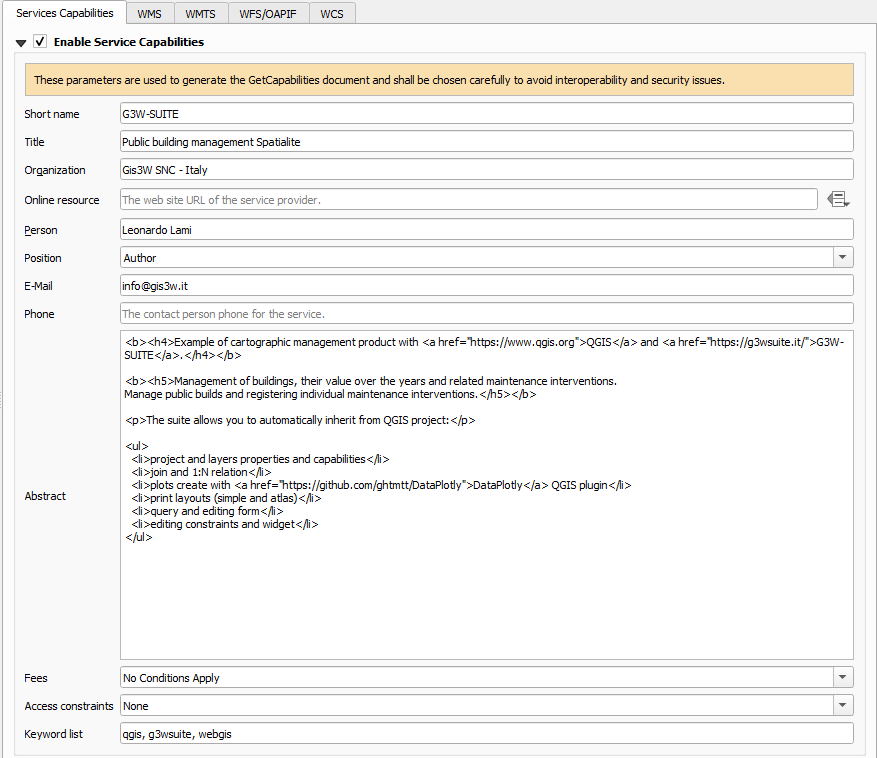 Services Capabilities WMS WMTS WFS/OAPIF WCS
Enable Service Capabilities
These parameters are used to generate the GetCapabilities document and shall be chosen carefully to avoid interoperability and security issues.
Short name G3W-SUITE
Title Public building management Spatialite
Organization Gis3W SNC - Italy
Online resource The web site URL of the service provider.
Person Leonardo Lami
Position Author
E-Mail info@gis3w.it
Phone The contact person phone for the service.
Abstract
<b><h4>Example of cartographic management product with <a href="https://www.qgis.org">QGIS</a> and <a href="https://g3wsuite.it/">G3W-
SUITE</a>.</h4></b>
<b><h5>Management of buildings, their value over the years and related maintenance interventions.
Manage public builds and registering individual maintenance interventions.</h5></b>
<p>The suite allows you to automatically inherit from QGIS project:</p>
<ul>
<li>project and layers properties and capabilities</li>
<li>join and 1:N relation</li>
<li>plots create with <a href="https://github.com/ghtmtt/DataPlotly">DataPlotly</a> QGIS plugin</li>
<li>print layouts (simple and atlas)</li>
<li>query and editing form</li>
<li>editing constraints and widget</li>
</ul>
Fees No Conditions Apply
Access constraints None
Keyword list qgis, g3wsuite, webgis